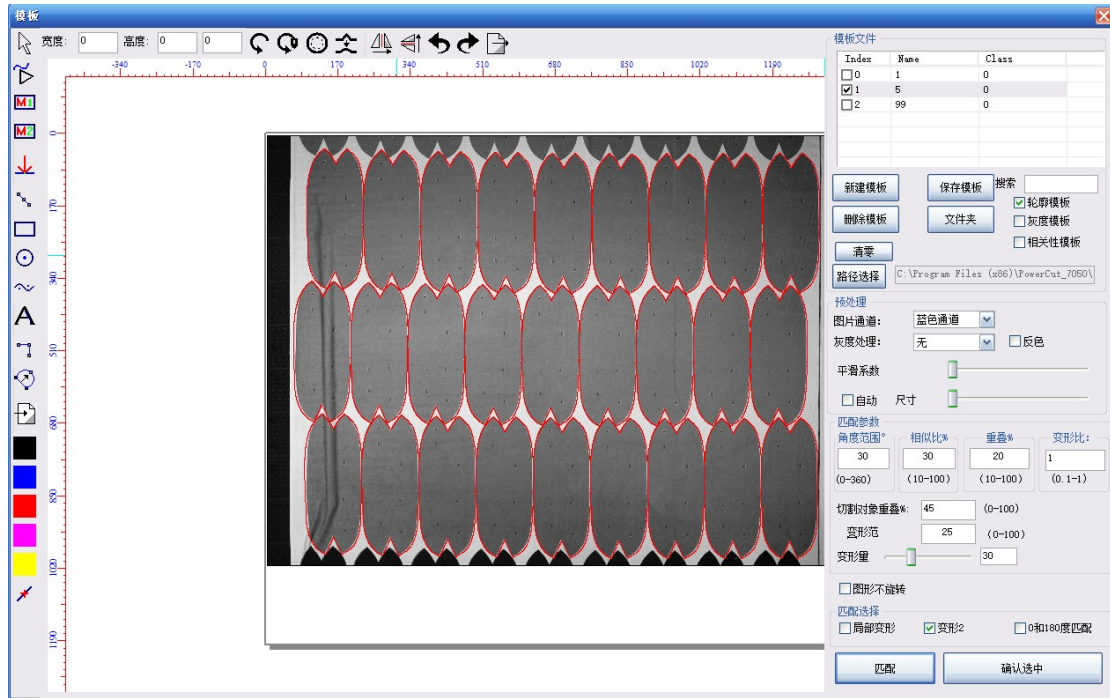 模板
宽度: 0 高度: 0 0
-340 -170 0 170 340 510 680 850 1020 1190
0
170
340
510
680
850
1020
1190
M1
M2
A
模板文件
Index Name Class
0 1 0
1 5 0
2 99 0
新建模板 保存模板 搜索
轮廓模板
删除模板 文件夹 灰度模板
相关性模板
清零
路径选择 C:\Program Files (x86)\PowerCut_7050\
预处理
图片通道: 蓝色通道
灰度处理: 无 反色
平滑系数
自动 尺寸
匹配参数
角度范围° 相似比% 重叠% 变形比:
30 30 20 1
(0-360) (10-100) (10-100) (0.1-1)
切割对象重叠%: 45 (0-100)
变形范 25 (0-100)
变形量 30
图形不旋转
匹配选择
局部变形 变形2 0和180度匹配
匹配 确认选中